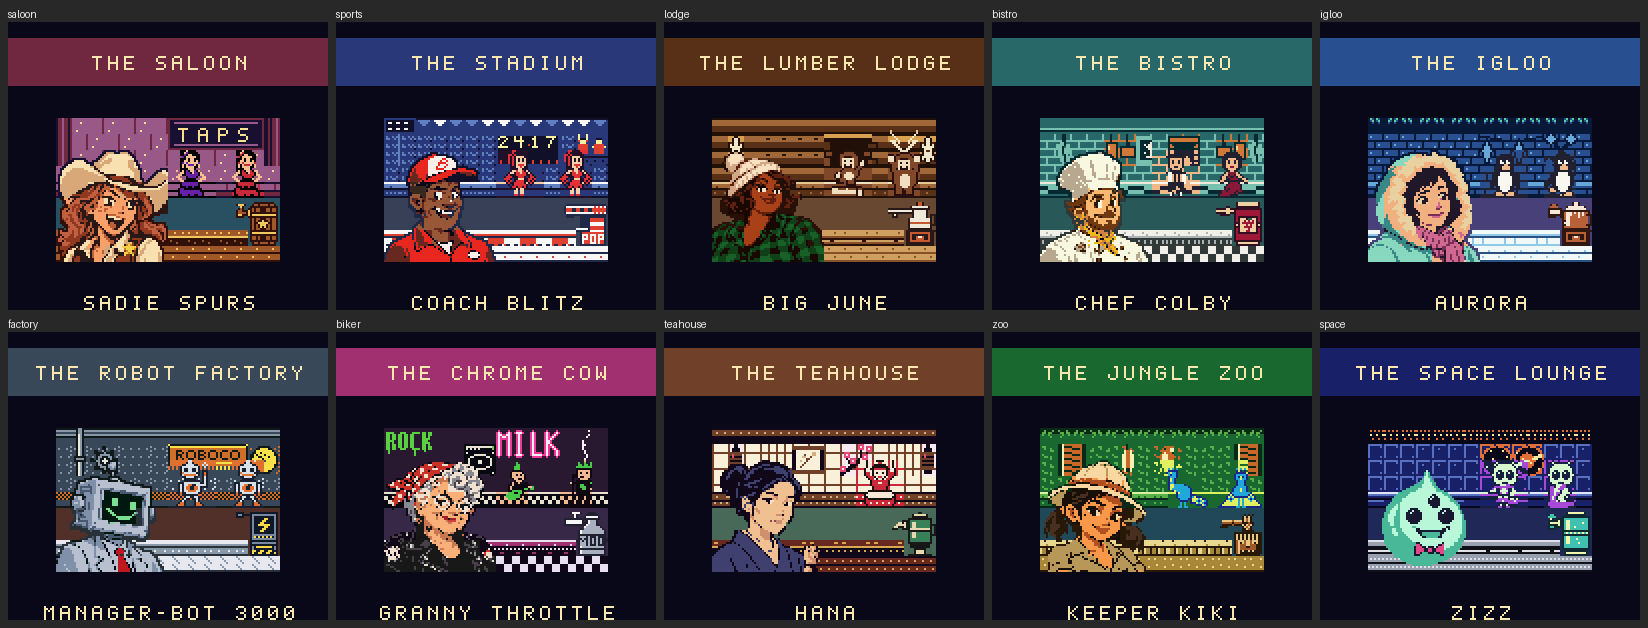 saloon
sports
lodge
bistro
igloo
THE SALOON
THE STADIUM
THE LUMBER LODGE
THE BISTRO
THE IGLOO
TAPS
24 17
POP
SADIE SPURS
COACH BLITZ
BIG JUNE
CHEF COLBY
AURORA
factory
biker
teahouse
zoo
space
THE ROBOT FACTORY
THE CHROME COW
THE TEAHOUSE
THE JUNGLE ZOO
THE SPACE LOUNGE
ROBOCO
ROCK
MILK
MANAGER-BOT 3000
GRANNY THROTTLE
HANA
KEEPER KIKI
ZIZZ